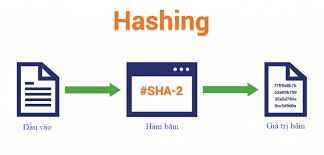 Hashing
#SHA-2
Đầu vào
Hàm băm
Giá trị băm